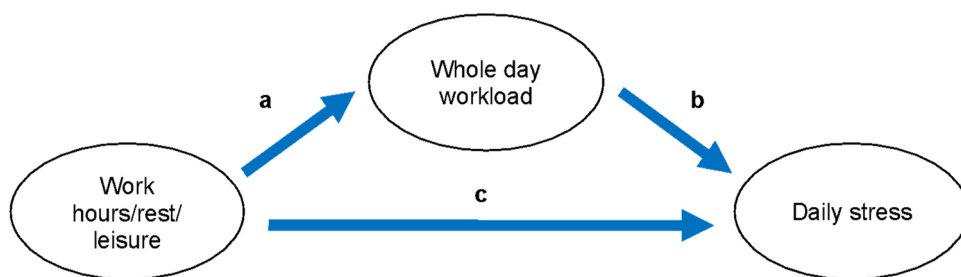 Whole day
workload
a
b
Work
hours/rest/
leisure
c
Daily stress